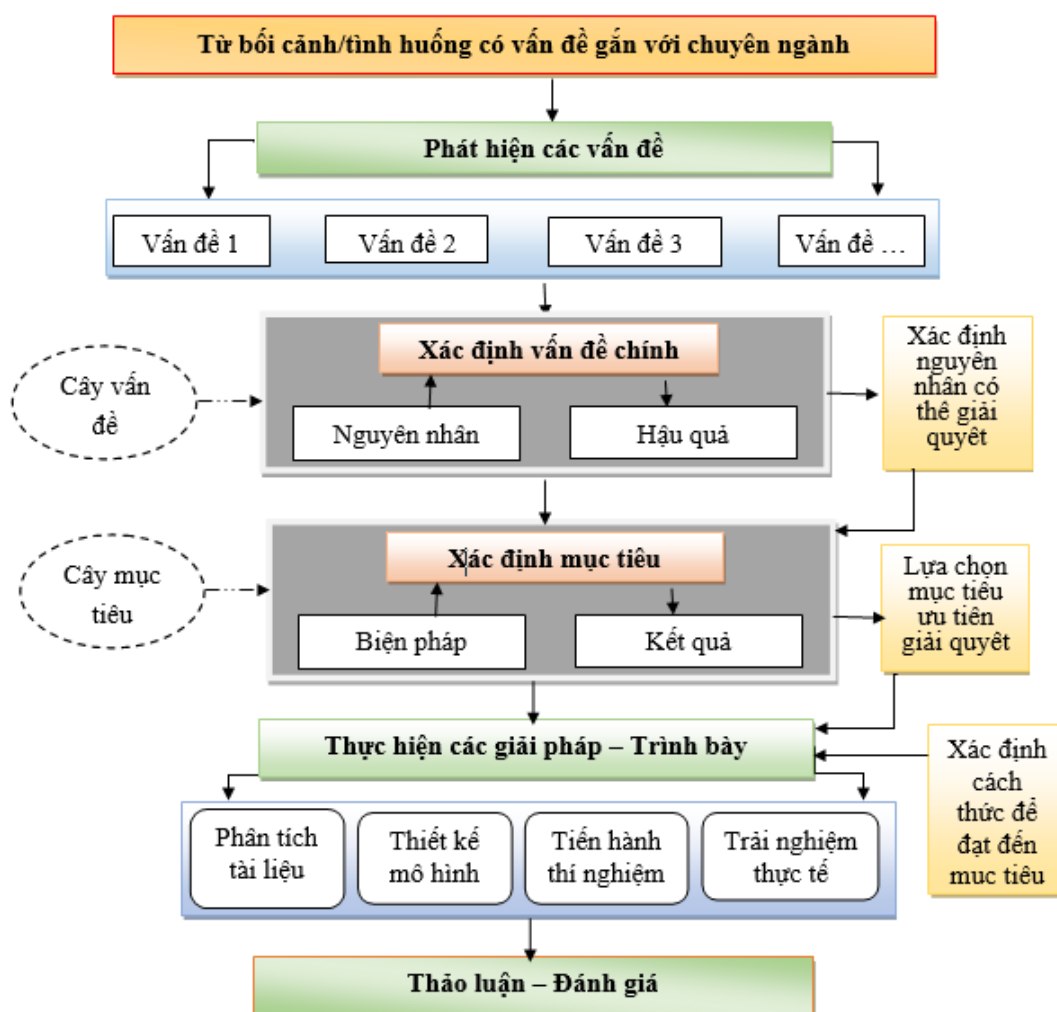 Từ bối cảnh/tình huống có vấn đề gắn với chuyên ngành
Phát hiện các vấn đề
Vấn đề 1
Vấn đề 2
Vấn đề 3
Vấn đề …
Cây vấn
đề
Xác định vấn đề chính
Nguyên nhân
Hậu quả
Xác định
nguyên
nhân có
thể giải
quyết
Cây mục
tiêu
Xác định mục tiêu
Biện pháp
Kết quả
Lựa chọn
mục tiêu
ưu tiên
giải quyết
Thực hiện các giải pháp – Trình bày
Xác định
cách
thức để
đạt đến
muc tiêu
Phân tích
tài liệu
Thiết kế
mô hình
Tiến hành
thí nghiệm
Trải nghiệm
thực tế
Thảo luận – Đánh giá